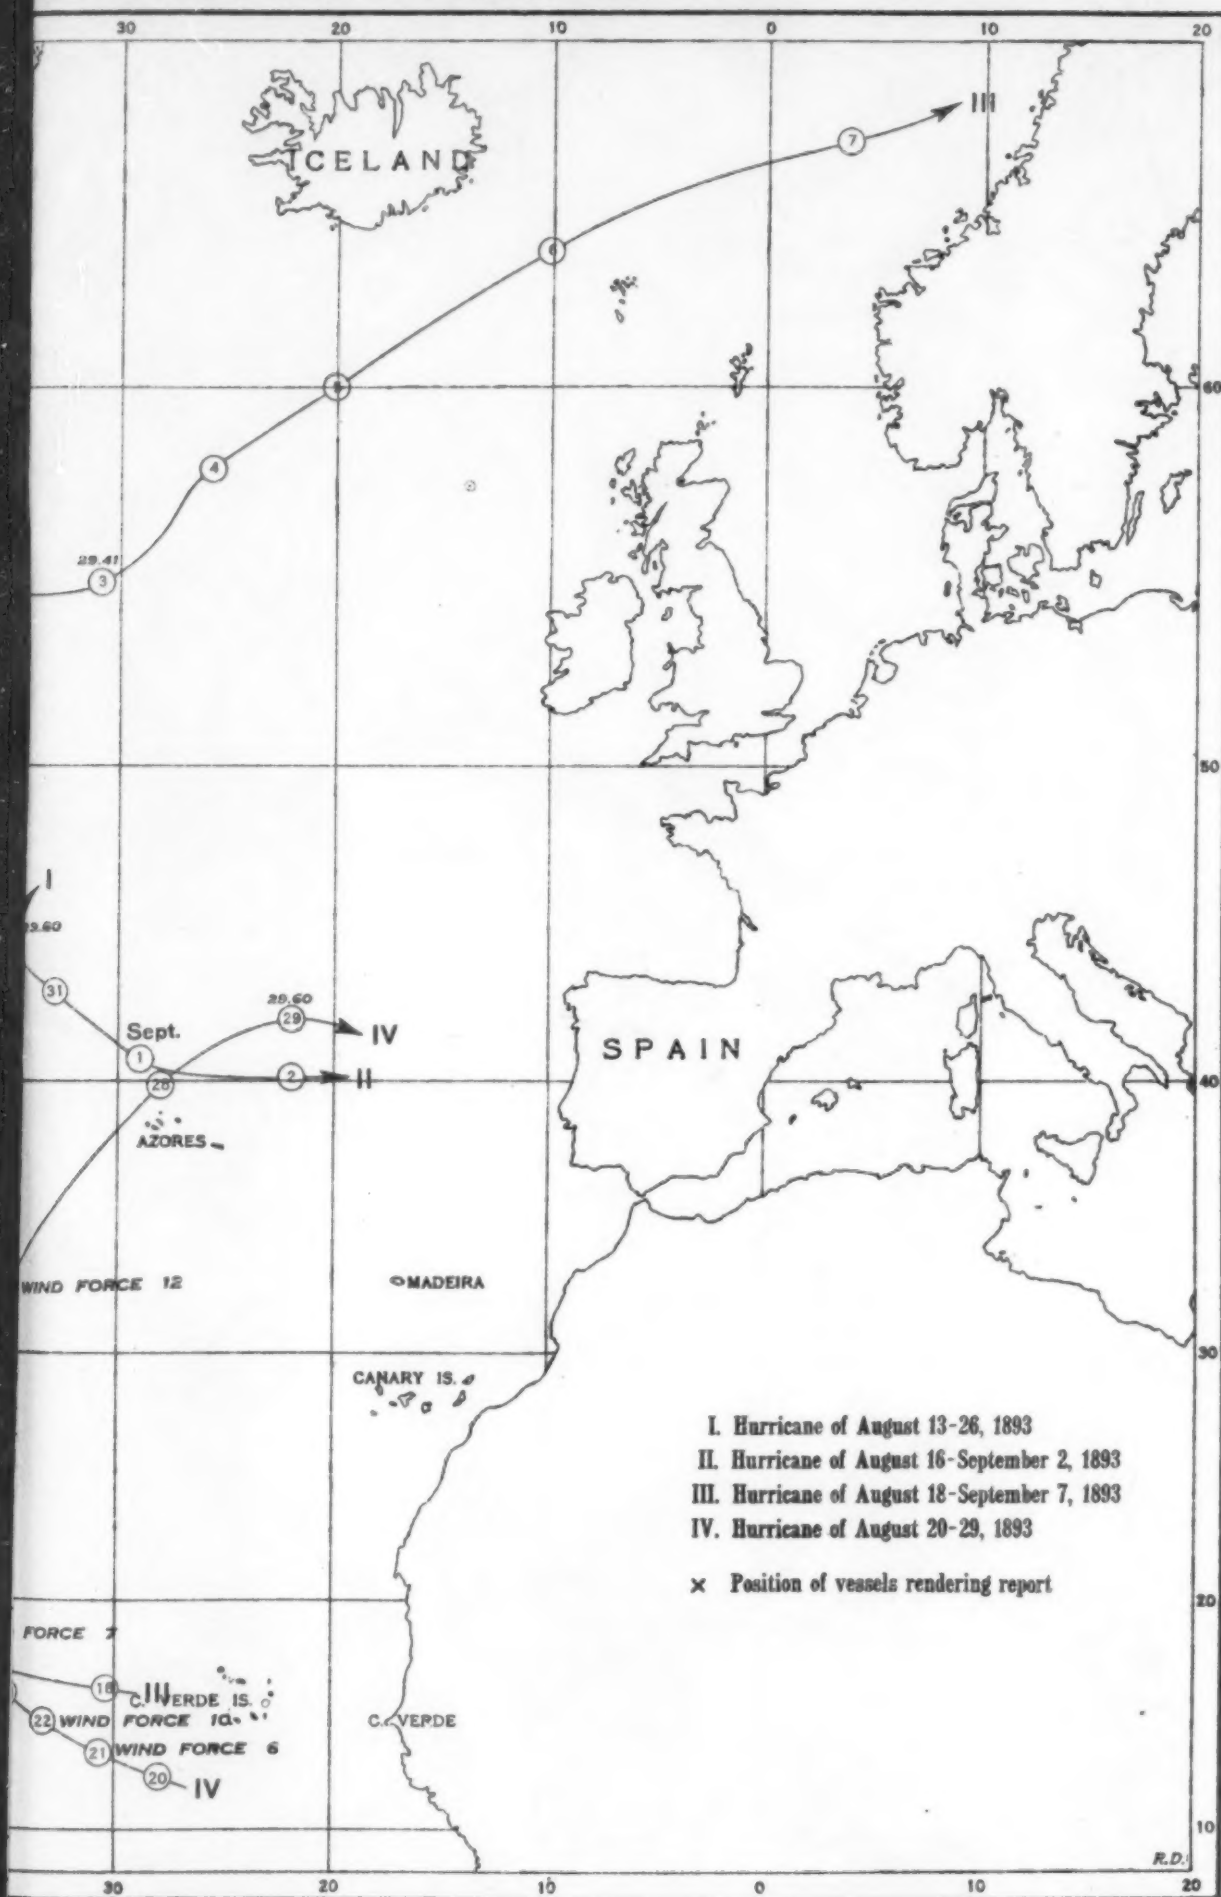 30 20 10 0 10 20
III
7
ICELAND
6
60
5
4
29.41
3
50
I
29.60
31
29.60
29
Sept.
IV
SPAIN
1
2
II
40
28
AZORES
WIND FORCE 12
MADEIRA
30
CANARY IS.
I. Hurricane of August 13-26, 1893
II. Hurricane of August 16-September 2, 1893
III. Hurricane of August 18-September 7, 1893
IV. Hurricane of August 20-29, 1893
× Position of vessels rendering report
20
FORCE 7
18 III
C. VERDE IS.
22 WIND FORCE 10
C. VERDE
21 WIND FORCE 6
20 IV
10
R.D.
30 20 10 0 10 20